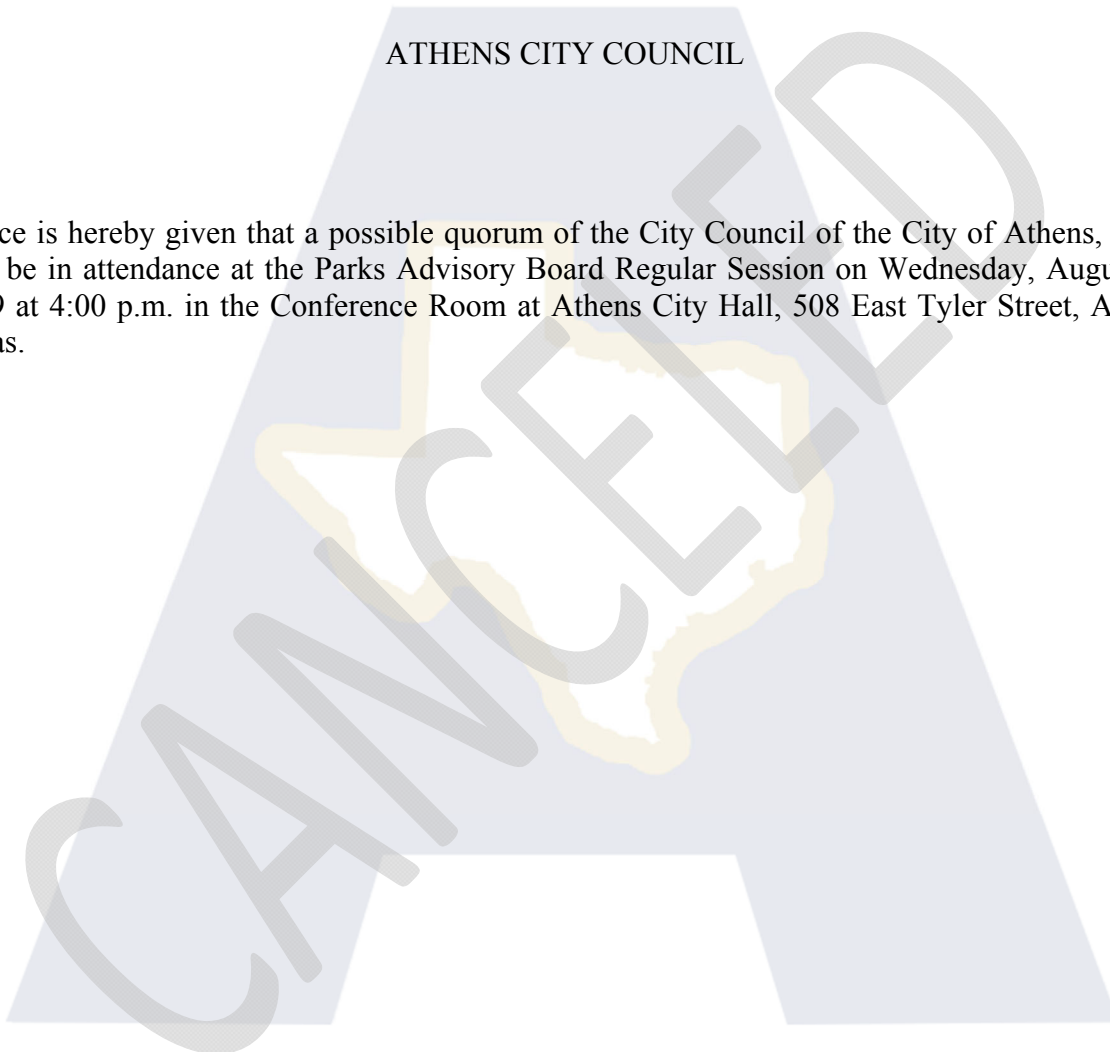 ATHENS CITY COUNCIL
ce is hereby given that a possible quorum of the City Council of the City of Athens,
be in attendance at the Parks Advisory Board Regular Session on Wednesday, Augu
9 at 4:00 p.m. in the Conference Room at Athens City Hall, 508 East Tyler Street, A
as.
CANCELED